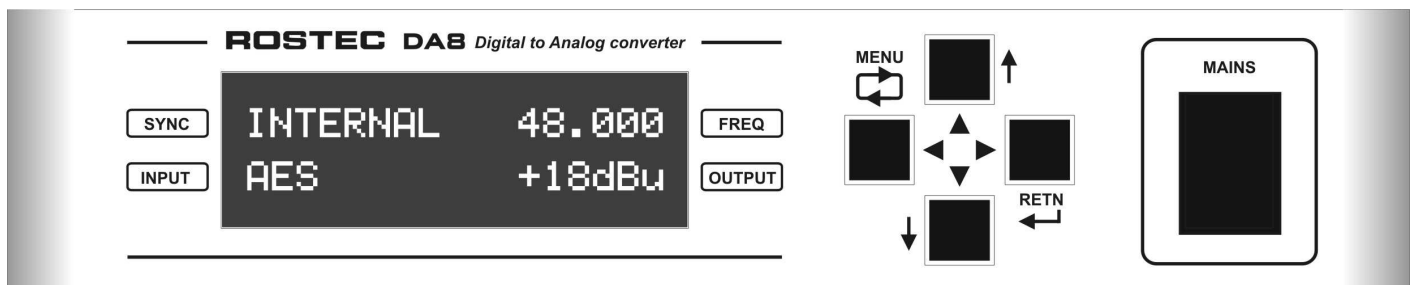 ROSTEC DA8 Digital to Analog converter
SYNC
INTERNAL 48.000
FREQ
INPUT
AES +18dBu
OUTPUT
MENU
RETN
MAINS